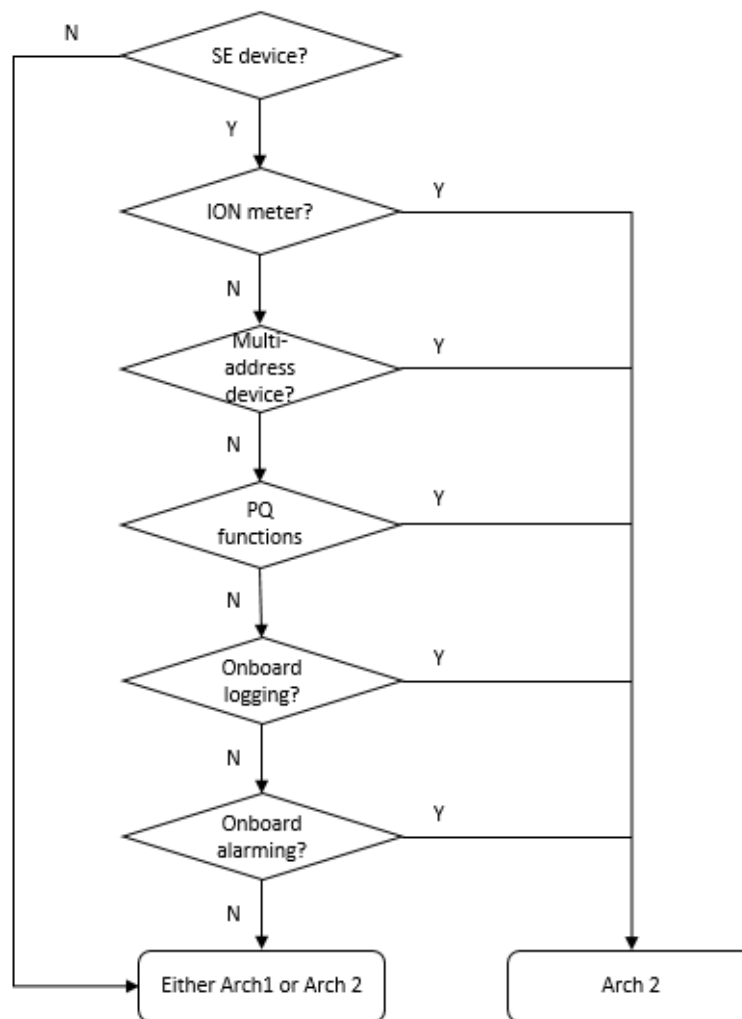 N
SE device?
Y
ION meter?
Y
N
Multi-
address
device?
Y
N
PQ
functions
Y
N
Onboard
logging?
Y
N
Onboard
alarming?
Y
N
Either Arch1 or Arch 2
Arch 2